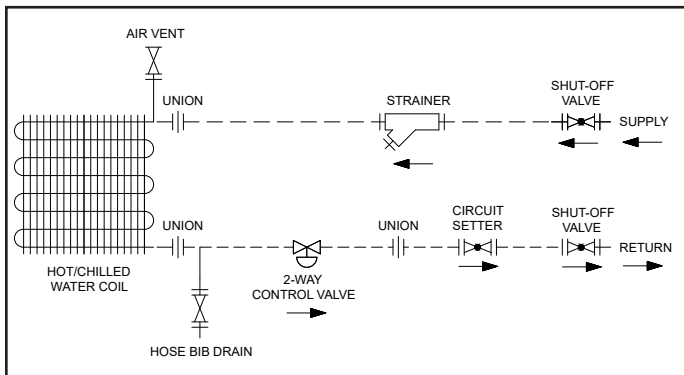 AIR VENT
UNION
STRAINER
SHUT-OFF
VALVE
SUPPLY
UNION
UNION
CIRCUIT
SETTER
SHUT-OFF
VALVE
RETURN
HOT/CHILLED
WATER COIL
2-WAY
CONTROL VALVE
HOSE BIB DRAIN